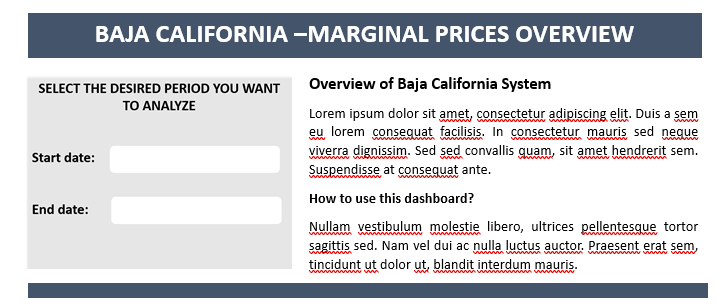 BAJA CALIFORNIA –MARGINAL PRICES OVERVIEW
SELECT THE DESIRED PERIOD YOU WANT
TO ANALYZE
Start date:
End date:
Overview of Baja California System
Lorem ipsum dolor sit amet, consectetur adipiscing elit. Duis a sem
eu lorem consequat facilisis. In consectetur mauris sed neque
viverra dignissim. Sed sed convallis quam, sit amet hendrerit sem.
Suspendisse at consequat ante.
How to use this dashboard?
Nullam vestibulum molestie libero, ultrices pellentesque tortor
sagittis sed. Nam vel dui ac nulla luctus auctor. Praesent erat sem,
tincidunt ut dolor ut, blandit interdum mauris.